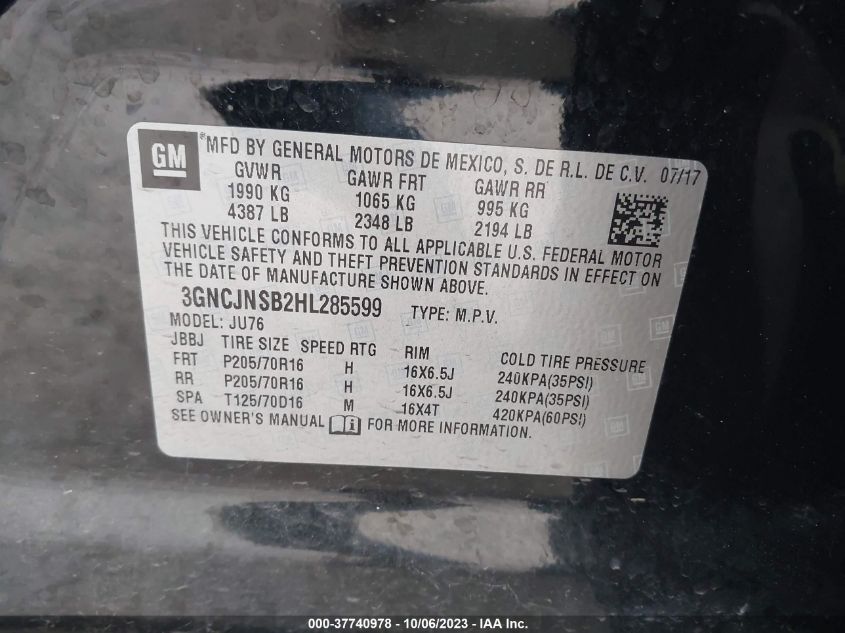 GM
*MFD BY GENERAL MOTORS DE MEXICO, S. DE R.L. DE C.V. 07/17
GVWR GAWR FRT GAWR RR
1990 KG 1065 KG 995 KG
4387 LB 2348 LB 2194 LB
THIS VEHICLE CONFORMS TO ALL APPLICABLE U.S. FEDERAL MOTOR
VEHICLE SAFETY AND THEFT PREVENTION STANDARDS IN EFFECT ON
THE DATE OF MANUFACTURE SHOWN ABOVE.
3GNCJNSB2HL285599 TYPE: M.P.V.
MODEL: JU76
JBBJ TIRE SIZE SPEED RTG RIM COLD TIRE PRESSURE
FRT P205/70R16 H 16X6.5J 240KPA(35PSI)
RR P205/70R16 H 16X6.5J 240KPA(35PSI)
SPA T125/70D16 M 16X4T 420KPA(60PSI)
SEE OWNER'S MANUAL FOR MORE INFORMATION.
000-37740978 - 10/06/2023 - IAA Inc.